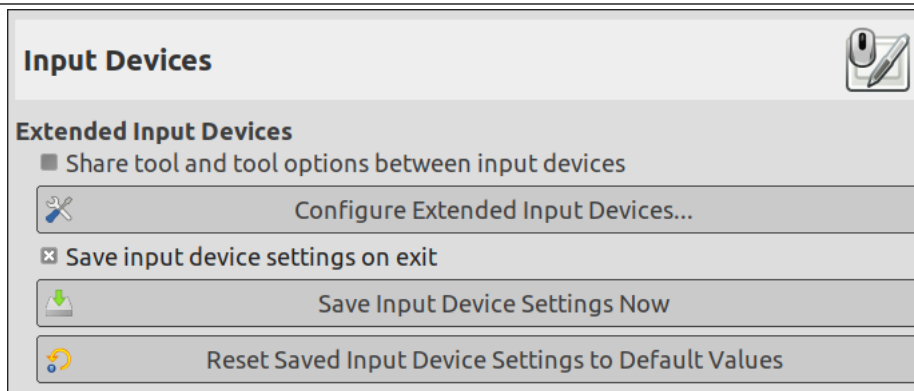 Input Devices
Extended Input Devices
Share tool and tool options between input devices
Configure Extended Input Devices...
Save input device settings on exit
Save Input Device Settings Now
Reset Saved Input Device Settings to Default Values